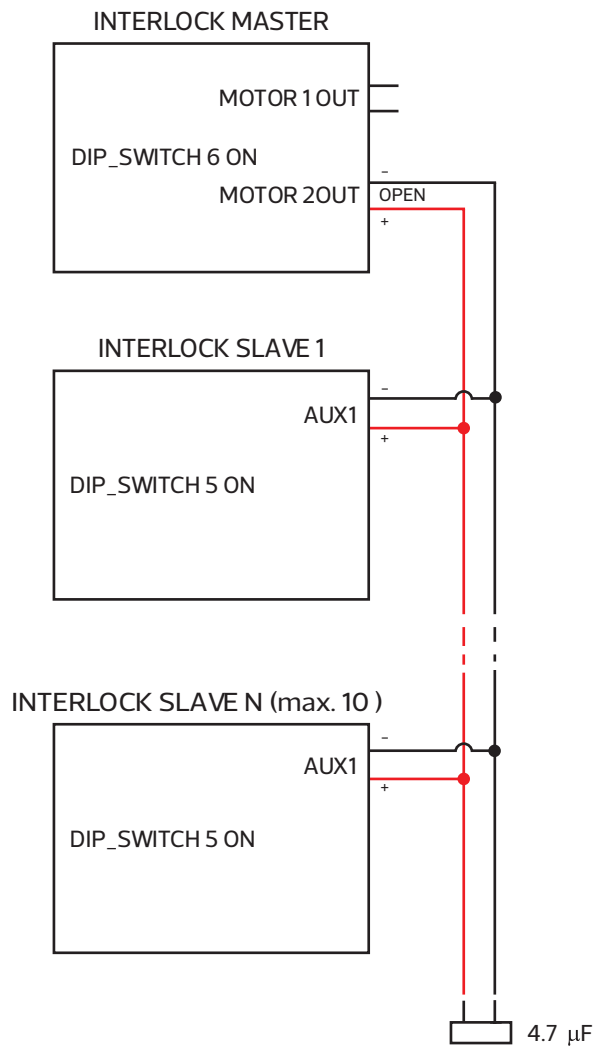 INTERLOCK MASTER
MOTOR 1 OUT
DIP_SWITCH 6 ON
-
MOTOR 2OUT OPEN
+
INTERLOCK SLAVE 1
-
AUX1
+
DIP_SWITCH 5 ON
INTERLOCK SLAVE N (max. 10 )
-
AUX1
+
DIP_SWITCH 5 ON
4.7 μF